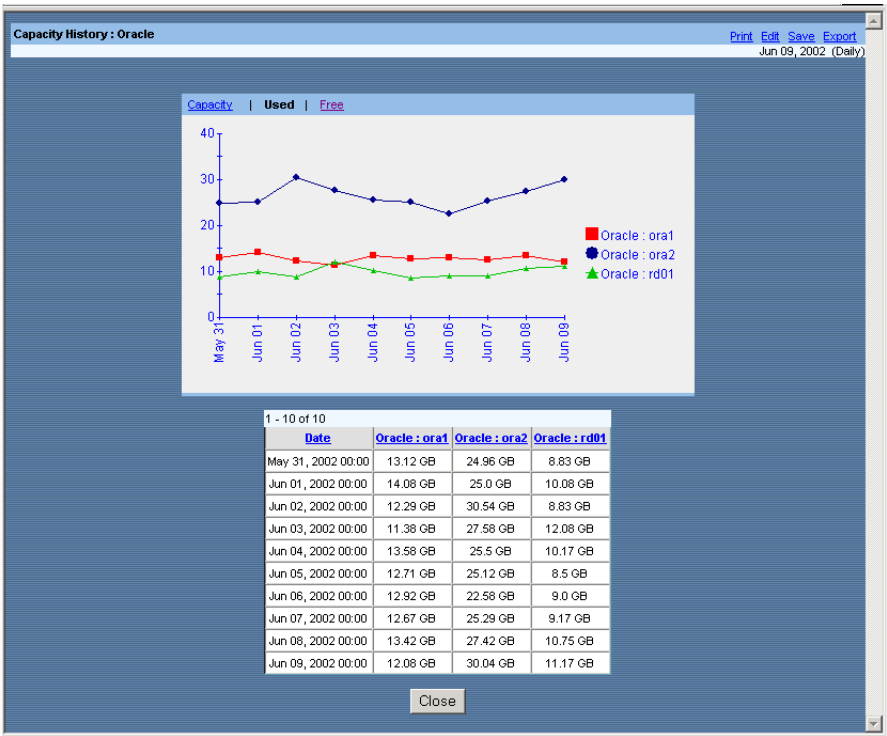 Capacity History : Oracle
Print Edit Save Export
Jun 09, 2002 (Daily)
Capacity | Used | Free
40
30
20
10
0
Oracle : ora1
Oracle : ora2
Oracle : rd01
May 31 Jun 01 Jun 02 Jun 03 Jun 04 Jun 05 Jun 06 Jun 07 Jun 08 Jun 09
1 - 10 of 10
Date Oracle : ora1 Oracle : ora2 Oracle : rd01
May 31, 2002 00:00 13.12 GB 24.96 GB 8.83 GB
Jun 01, 2002 00:00 14.08 GB 25.0 GB 10.08 GB
Jun 02, 2002 00:00 12.29 GB 30.54 GB 8.83 GB
Jun 03, 2002 00:00 11.38 GB 27.58 GB 12.08 GB
Jun 04, 2002 00:00 13.58 GB 25.5 GB 10.17 GB
Jun 05, 2002 00:00 12.71 GB 25.12 GB 8.5 GB
Jun 06, 2002 00:00 12.92 GB 22.58 GB 9.0 GB
Jun 07, 2002 00:00 12.67 GB 25.29 GB 9.17 GB
Jun 08, 2002 00:00 13.42 GB 27.42 GB 10.75 GB
Jun 09, 2002 00:00 12.08 GB 30.04 GB 11.17 GB
Close